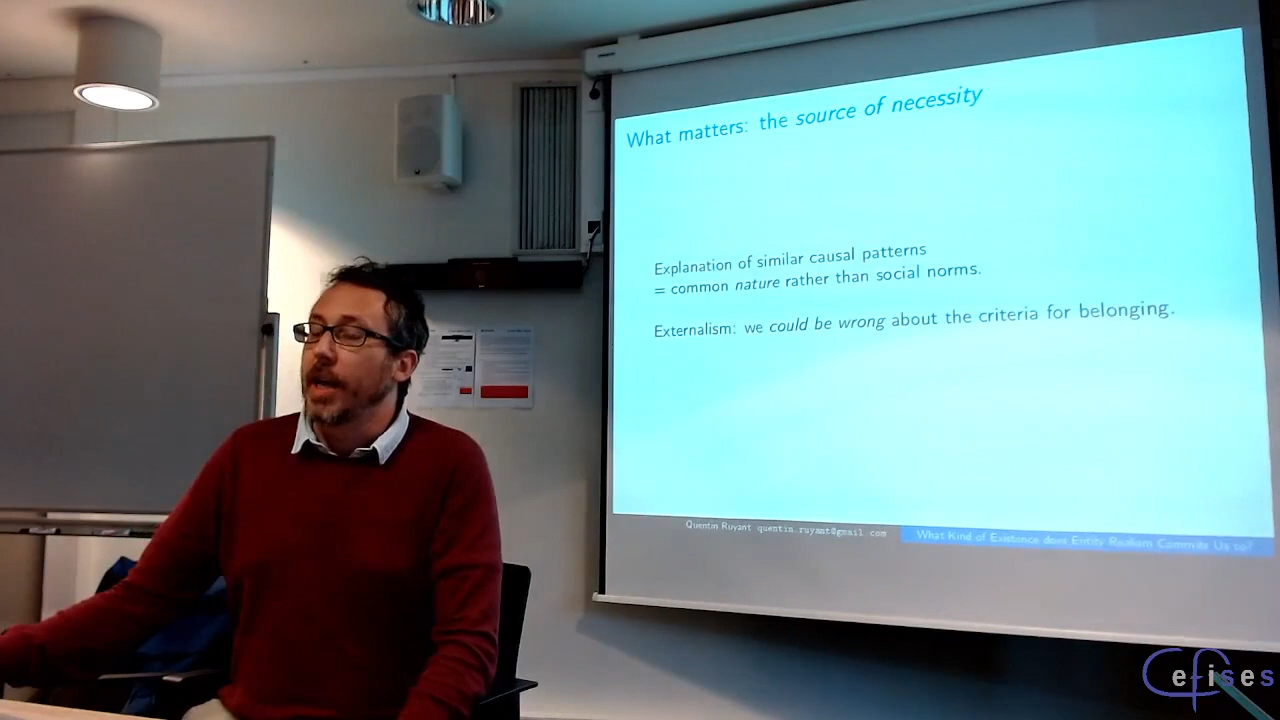 What matters: the source of necessity
Explanation of similar causal patterns
= common nature rather than social norms.
Externalism: we could be wrong about the criteria for belonging.
Quentin Ruyant quentin.ruyant@gmail.com
What Kind of Existence does Entity Realism Commits Us to?
Cefises